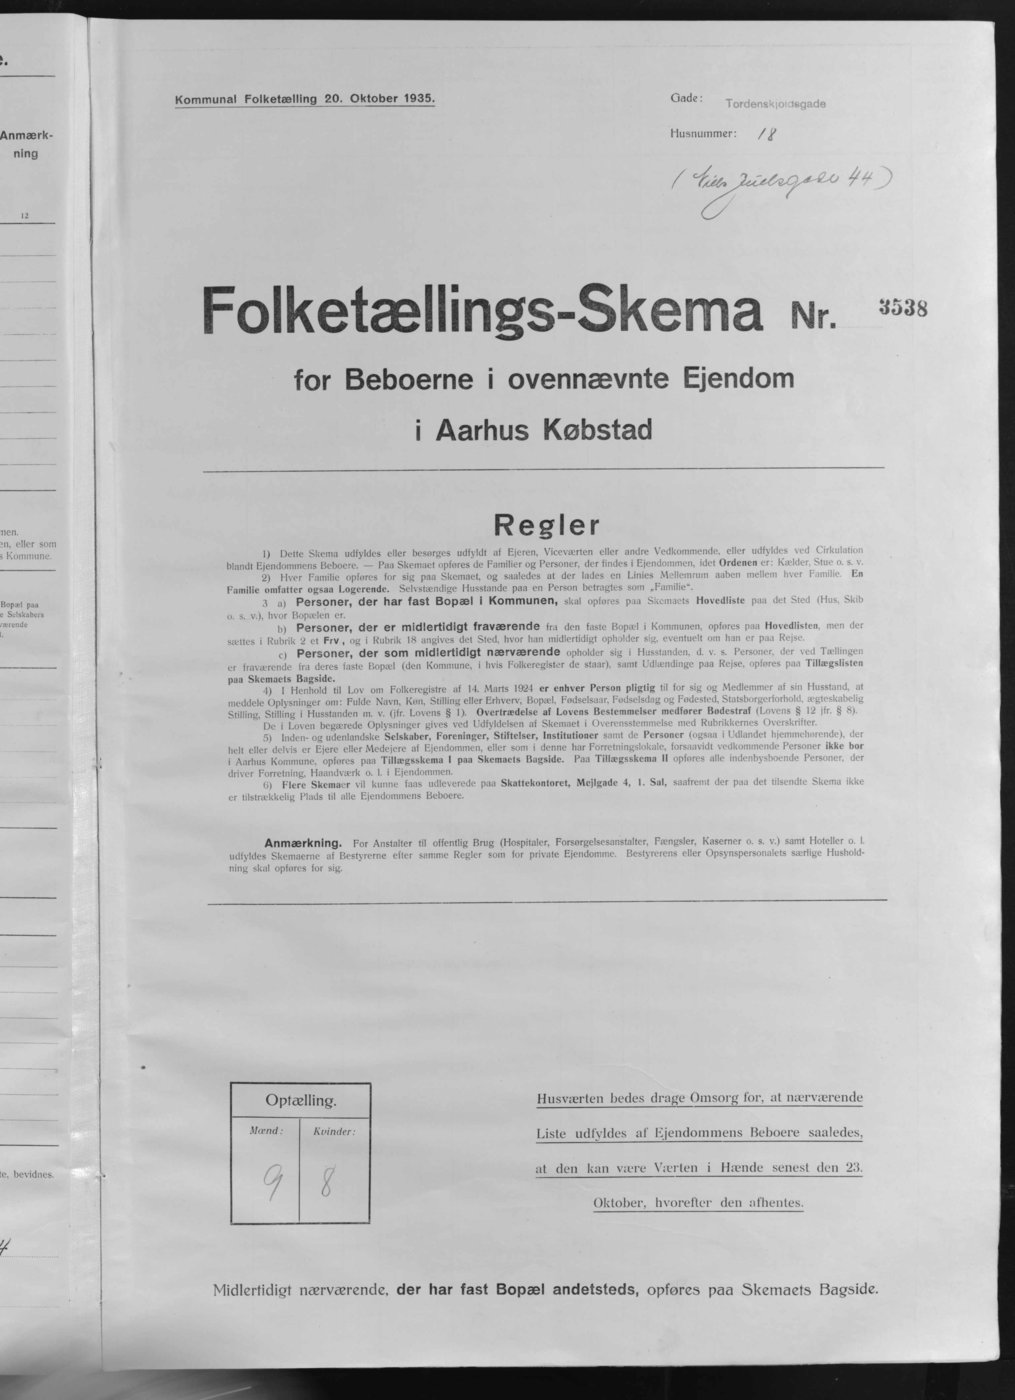 e.
Anmærk-
ning
12
men.
en, eller som
s Kommune.
Bopæl paa
e Selskabers
værende
te, bevidnes.
4
Kommunal Folketælling 20. Oktober 1935.
Gade: Tordenskjoldsgade
Husnummer: 18
(Niels Juelsgade 44)
Folketællings-Skema Nr. 3538
for Beboerne i ovennævnte Ejendom
i Aarhus Købstad
Regler
1) Dette Skema udfyldes eller besørges udfyldt af Ejeren, Viceværten eller andre Vedkommende, eller udfyldes ved Cirkulation
blandt Ejendommens Beboere. — Paa Skemaet opføres de Familier og Personer, der findes i Ejendommen, idet Ordenen er: Kælder, Stue o. s. v.
2) Hver Familie opføres for sig paa Skemaet, og saaledes at der lades en Linies Mellemrum aaben mellem hver Familie. En
Familie omfatter ogsaa Logerende. Selvstændige Husstande paa en Person betragtes som „Familie“.
3 a) Personer, der har fast Bopæl i Kommunen, skal opføres paa Skemaets Hovedliste paa det Sted (Hus, Skib
o. s. v.), hvor Bopælen er.
b) Personer, der er midlertidigt fraværende fra den faste Bopæl i Kommunen, opføres paa Hovedlisten, men der
sættes i Rubrik 2 et Frv., og i Rubrik 18 angives det Sted, hvor han midlertidigt opholder sig, eventuelt om han er paa Rejse.
c) Personer, der som midlertidigt nærværende opholder sig i Husstanden, d. v. s. Personer, der ved Tællingen
er fraværende fra deres faste Bopæl (den Kommune, i hvis Folkeregister de staar), samt Udlændinge paa Rejse, opføres paa Tillægslisten
paa Skemaets Bagside.
4) I Henhold til Lov om Folkeregistre af 14. Marts 1924 er enhver Person pligtig til for sig og Medlemmer af sin Husstand, at
meddele Oplysninger om: Fulde Navn, Køn, Stilling eller Erhverv, Bopæl, Fødselsaar, Fødselsdag og Fødested, Statsborgerforhold, ægteskabelig
Stilling, Stilling i Husstanden m. v. (jfr. Lovens § 1). Overtrædelse af Lovens Bestemmelser medfører Bødestraf (Lovens § 12 jfr. § 8).
De i Loven begærede Oplysninger gives ved Udfyldelsen af Skemaet i Overensstemmelse med Rubrikkernes Overskrifter.
5) Inden- og udenlandske Selskaber, Foreninger, Stiftelser, Institutioner samt de Personer (ogsaa i Udlandet hjemmehørende), der
helt eller delvis er Ejere eller Medejere af Ejendommen, eller som i denne har Forretningslokale, forsaavidt vedkommende Personer ikke bor
i Aarhus Kommune, opføres paa Tillægsskema I paa Skemaets Bagside. Paa Tillægsskema II opføres alle indenbysboende Personer, der
driver Forretning, Haandværk o. l. i Ejendommen.
6) Flere Skemaer vil kunne faas udleverede paa Skattekontoret, Mejlgade 4, 1. Sal, saafremt der paa det tilsendte Skema ikke
er tilstrækkelig Plads til alle Ejendommens Beboere.
Anmærkning. For Anstalter til offentlig Brug (Hospitaler, Forsørgelsesanstalter, Fængsler, Kaserner o. s. v.) samt Hoteller o. l.
udfyldes Skemaerne af Bestyrerne efter samme Regler som for private Ejendomme. Bestyrerens eller Opsynspersonalets særlige Hushold-
ning skal opføres for sig.
Optælling.
Mænd: Kvinder:
9 8
Husværten bedes drage Omsorg for, at nærværende
Liste udfyldes af Ejendommens Beboere saaledes,
at den kan være Værten i Hænde senest den 23.
Oktober, hvorefter den afhentes.
Midlertidigt nærværende, der har fast Bopæl andetsteds, opføres paa Skemaets Bagside.